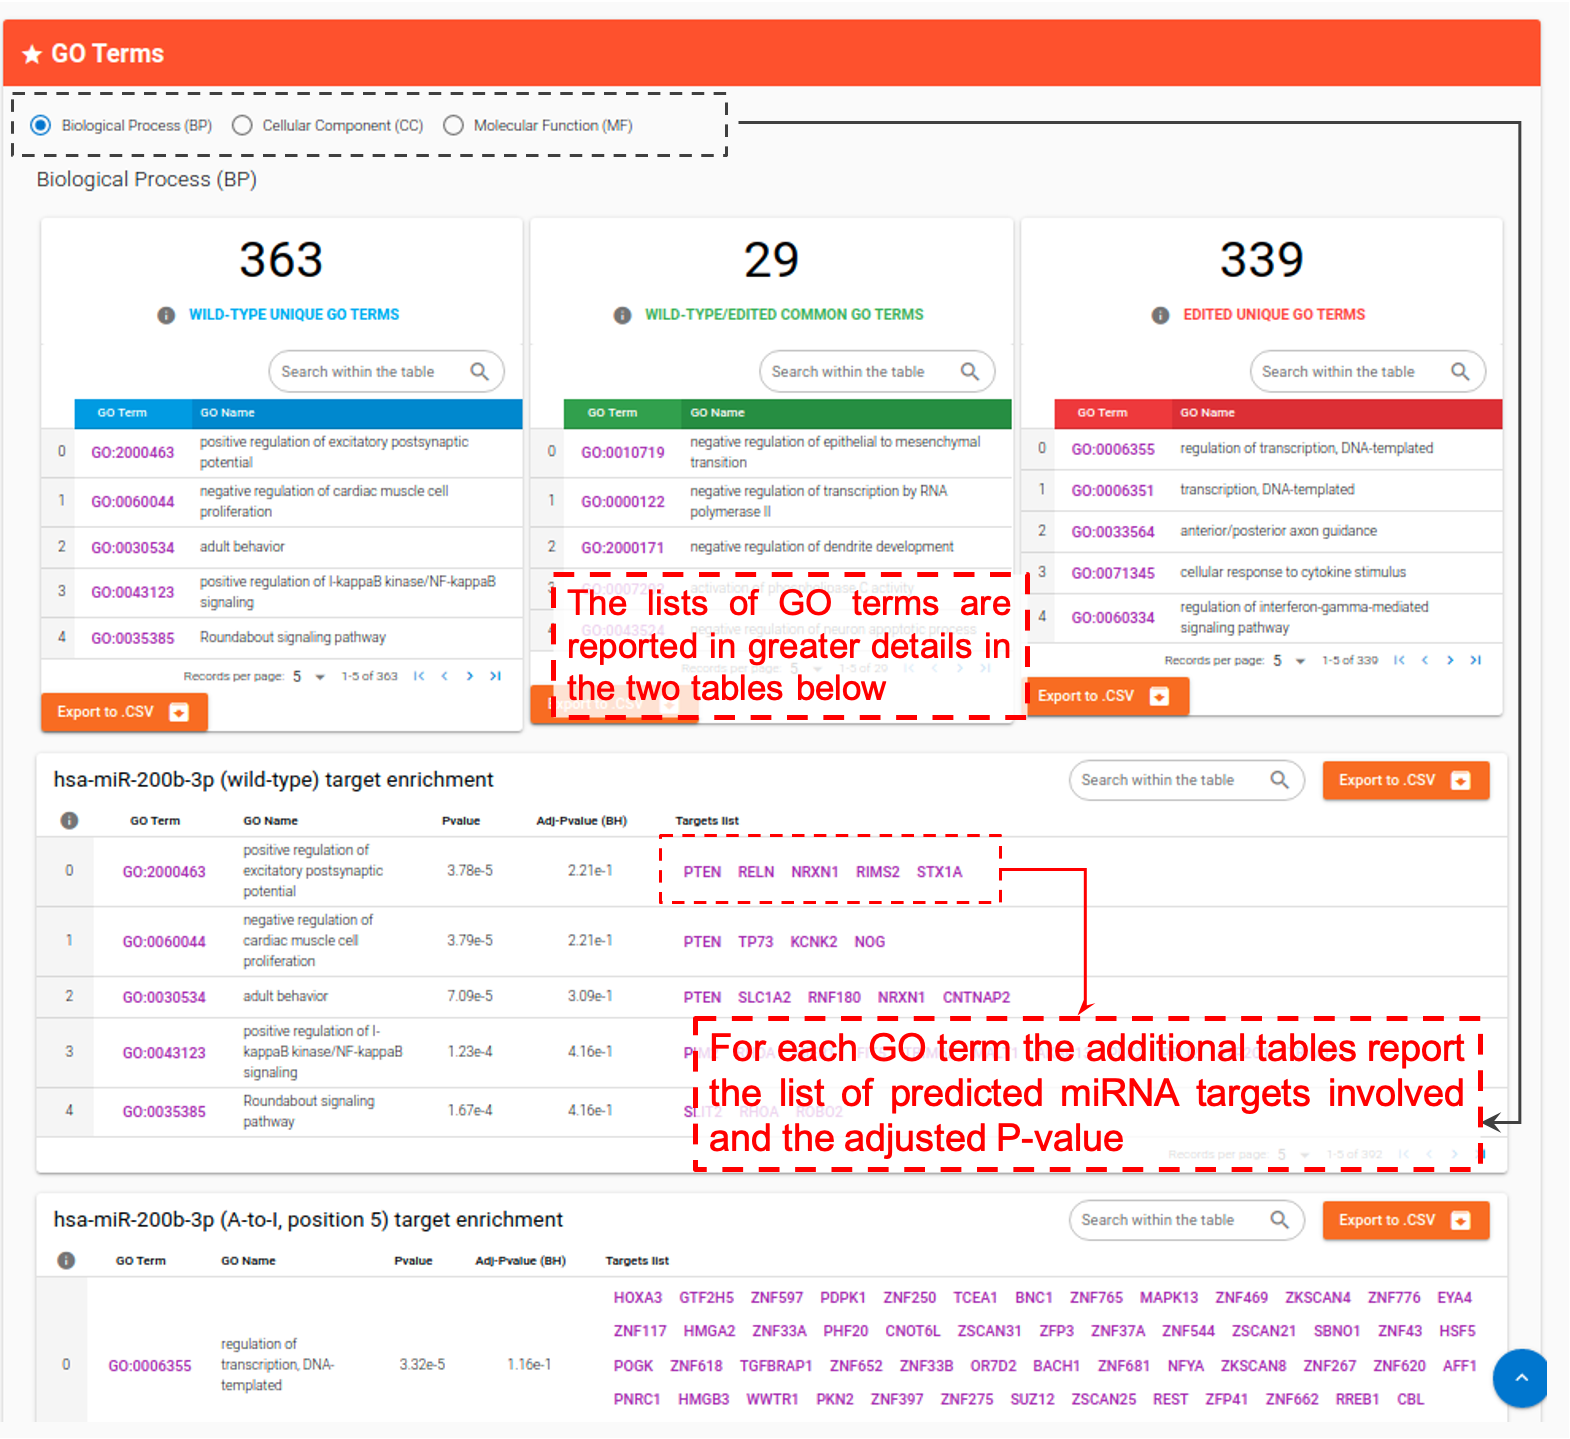 GO Terms
Biological Process (BP) Cellular Component (CC) Molecular Function (MF)
Biological Process (BP)
363
WILD-TYPE UNIQUE GO TERMS
Search within the table
GO Term GO Name
0 GO:2000463 positive regulation of excitatory postsynaptic
potential
1 GO:0060044 negative regulation of cardiac muscle cell
proliferation
2 GO:0030534 adult behavior
3 GO:0043123 positive regulation of I-kappaB kinase/NF-kappaB
signaling
4 GO:0035385 Roundabout signaling pathway
Records per page: 5 1-5 of 363
Export to .CSV
29
WILD-TYPE/EDITED COMMON GO TERMS
Search within the table
GO Term GO Name
0 GO:0010719 negative regulation of epithelial to mesenchymal
transition
1 GO:0000122 negative regulation of transcription by RNA
polymerase II
2 GO:2000171 negative regulation of dendrite development
3 activation of phospholipase C activity
4 GO:0043524 negative regulation of neuron apoptotic process
Records per page: 5 1-5 of 29
Export to .CSV
The lists of GO terms are
reported in greater details in
the two tables below
339
EDITED UNIQUE GO TERMS
Search within the table
GO Term GO Name
0 GO:0006355 regulation of transcription, DNA-templated
1 GO:0006351 transcription, DNA-templated
2 GO:0033564 anterior/posterior axon guidance
3 GO:0071345 cellular response to cytokine stimulus
4 GO:0060334 regulation of interferon-gamma-mediated
signaling pathway
Records per page: 5 1-5 of 339
Export to .CSV
hsa-miR-200b-3p (wild-type) target enrichment
Search within the table
Export to .CSV
GO Term GO Name Pvalue Adj-Pvalue (BH) Targets list
0 GO:2000463 positive regulation of
excitatory postsynaptic
potential 3.78e-5 2.21e-1 PTEN RELN NRXN1 RIMS2 STX1A
1 GO:0060044 negative regulation of
cardiac muscle cell
proliferation 3.79e-5 2.21e-1 PTEN TP73 KCNK2 NOG
2 GO:0030534 adult behavior 7.09e-5 3.09e-1 PTEN SLC1A2 RNF180 NRXN1 CNTNAP2
3 GO:0043123 positive regulation of I-
kappaB kinase/NF-kappaB
signaling 1.23e-4 4.16e-1
4 GO:0035385 Roundabout signaling
pathway 1.67e-4 4.16e-1 SLIT2 RHOA ROBO2
Records per page: 5 1-5 of 392
For each GO term the additional tables report
the list of predicted miRNA targets involved
and the adjusted P-value
hsa-miR-200b-3p (A-to-I, position 5) target enrichment
Search within the table
Export to .CSV
GO Term GO Name Pvalue Adj-Pvalue (BH) Targets list
0 GO:0006355 regulation of
transcription, DNA-
templated 3.32e-5 1.16e-1
HOXA3 GTF2H5 ZNF597 PDPK1 ZNF250 TCEA1 BNC1 ZNF765 MAPK13 ZNF469 ZKSCAN4 ZNF776 EYA4
ZNF117 HMGA2 ZNF33A PHF20 CNOT6L ZSCAN31 ZFP3 ZNF37A ZNF544 ZSCAN21 SBNO1 ZNF43 HSF5
POGK ZNF618 TGFBRAP1 ZNF652 ZNF33B OR7D2 BACH1 ZNF681 NFYA ZKSCAN8 ZNF267 ZNF620 AFF1
PNRC1 HMGB3 WWTR1 PKN2 ZNF397 ZNF275 SUZ12 ZSCAN25 REST ZFP41 ZNF662 RREB1 CBL